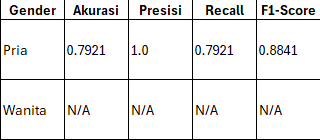 Gender Akurasi Presisi Recall F1-Score
Pria 0.7921 1.0 0.7921 0.8841
Wanita N/A N/A N/A N/A